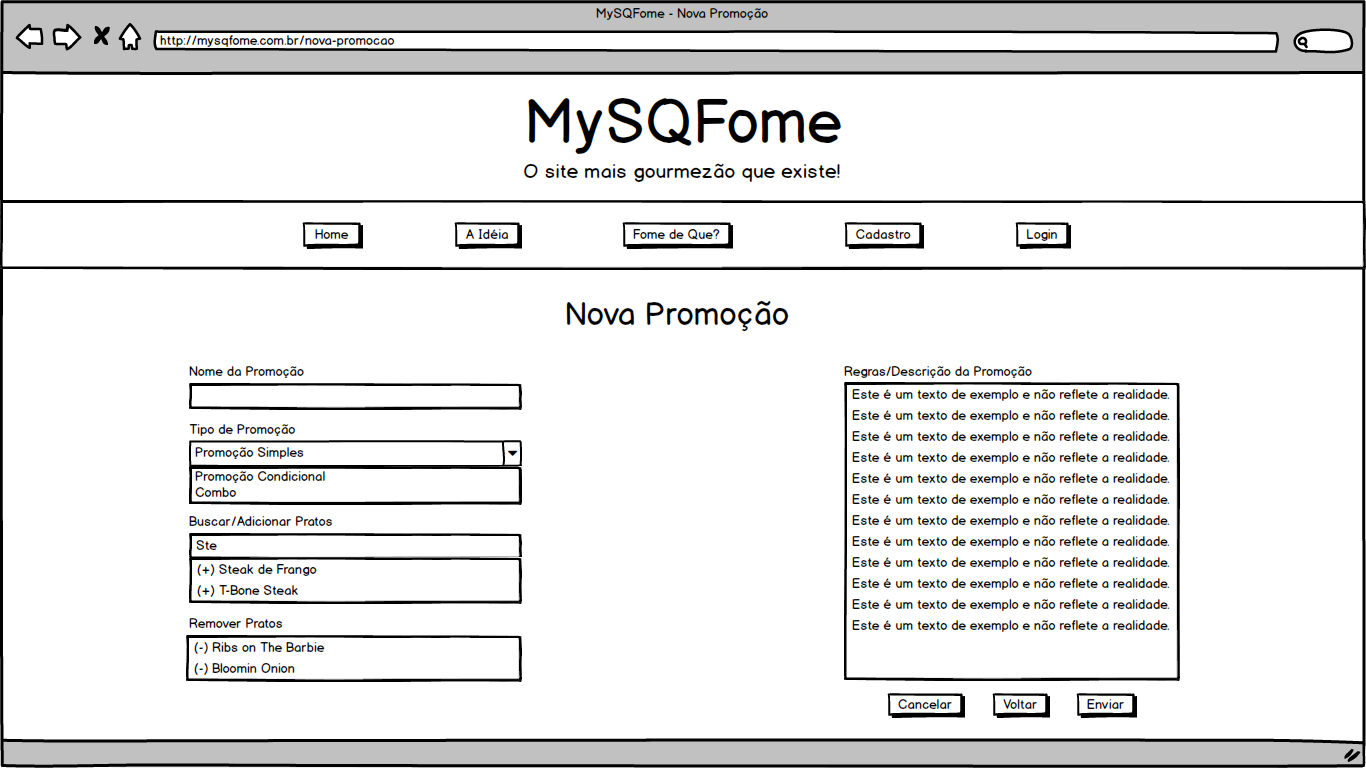 MySQFome - Nova Promoção
http://mysqfome.com.br/nova-promocao
MySQFome
O site mais gourmezão que existe!
Home
A Idéia
Fome de Que?
Cadastro
Login
Nova Promoção
Nome da Promoção
Tipo de Promoção
Promoção Simples
Promoção Condicional
Combo
Buscar/Adicionar Pratos
Ste
(+) Steak de Frango
(+) T-Bone Steak
Remover Pratos
(-) Ribs on The Barbie
(-) Bloomin Onion
Regras/Descrição da Promoção
Este é um texto de exemplo e não reflete a realidade.
Este é um texto de exemplo e não reflete a realidade.
Este é um texto de exemplo e não reflete a realidade.
Este é um texto de exemplo e não reflete a realidade.
Este é um texto de exemplo e não reflete a realidade.
Este é um texto de exemplo e não reflete a realidade.
Este é um texto de exemplo e não reflete a realidade.
Este é um texto de exemplo e não reflete a realidade.
Este é um texto de exemplo e não reflete a realidade.
Este é um texto de exemplo e não reflete a realidade.
Este é um texto de exemplo e não reflete a realidade.
Este é um texto de exemplo e não reflete a realidade.
Cancelar
Voltar
Enviar